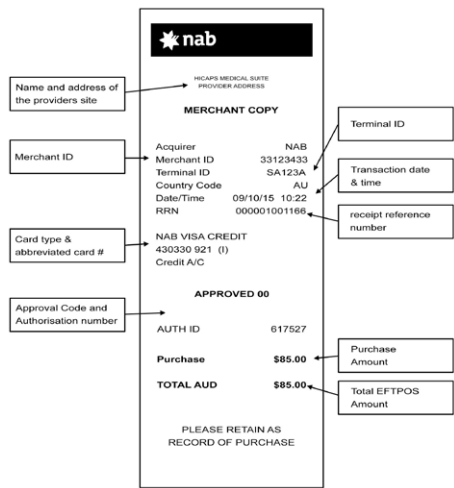 nab
HICAPS MEDICAL SUITE
PROVIDER ADDRESS
Name and address of
the providers site
MERCHANT COPY
Terminal ID
Acquirer NAB
Merchant ID 33123433
Merchant ID
Terminal ID SA123A
Country Code AU
Transaction date
& time
Date/Time 09/10/15 10:22
RRN 000001001166
receipt reference
number
Card type &
abbreviated card #
NAB VISA CREDIT
430330 921 (I)
Credit A/C
APPROVED 00
Approval Code and
Authorisation number
AUTH ID 617527
Purchase
Amount
Purchase $85.00
TOTAL AUD $85.00
Total EFTPOS
Amount
PLEASE RETAIN AS
RECORD OF PURCHASE